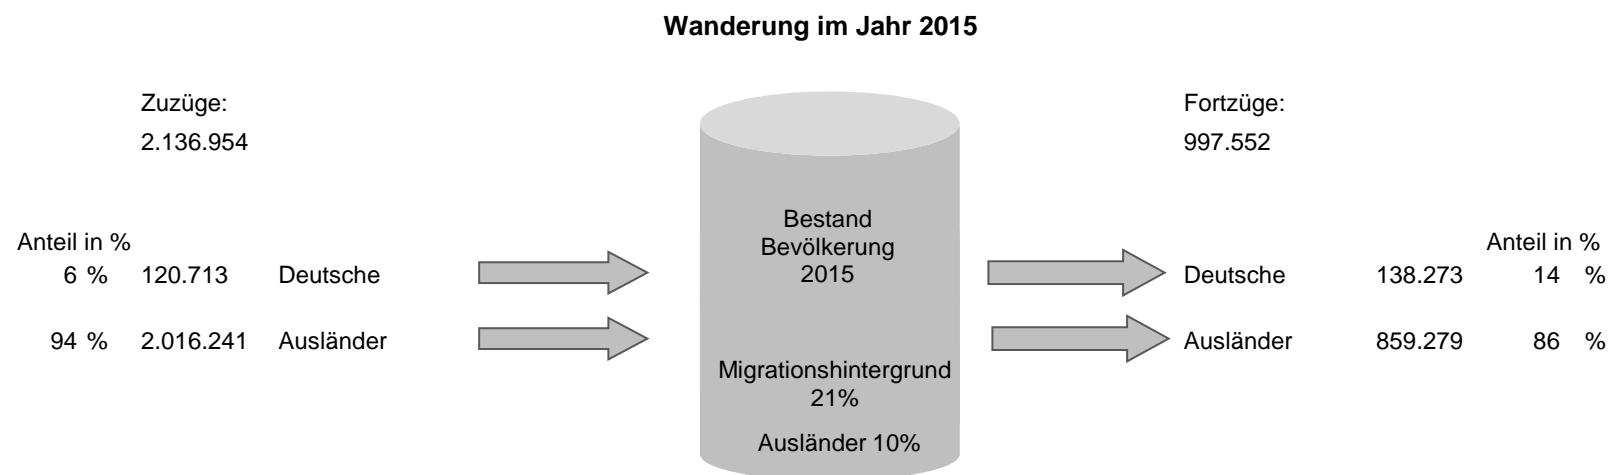 Wanderung im Jahr 2015
Zuzüge:
2.136.954
Fortzüge:
997.552
Anteil in %
6 % 120.713 Deutsche
94 % 2.016.241 Ausländer
Bestand
Bevölkerung
2015
Migrationshintergrund
21%
Ausländer 10%
Anteil in %
Deutsche 138.273 14 %
Ausländer 859.279 86 %